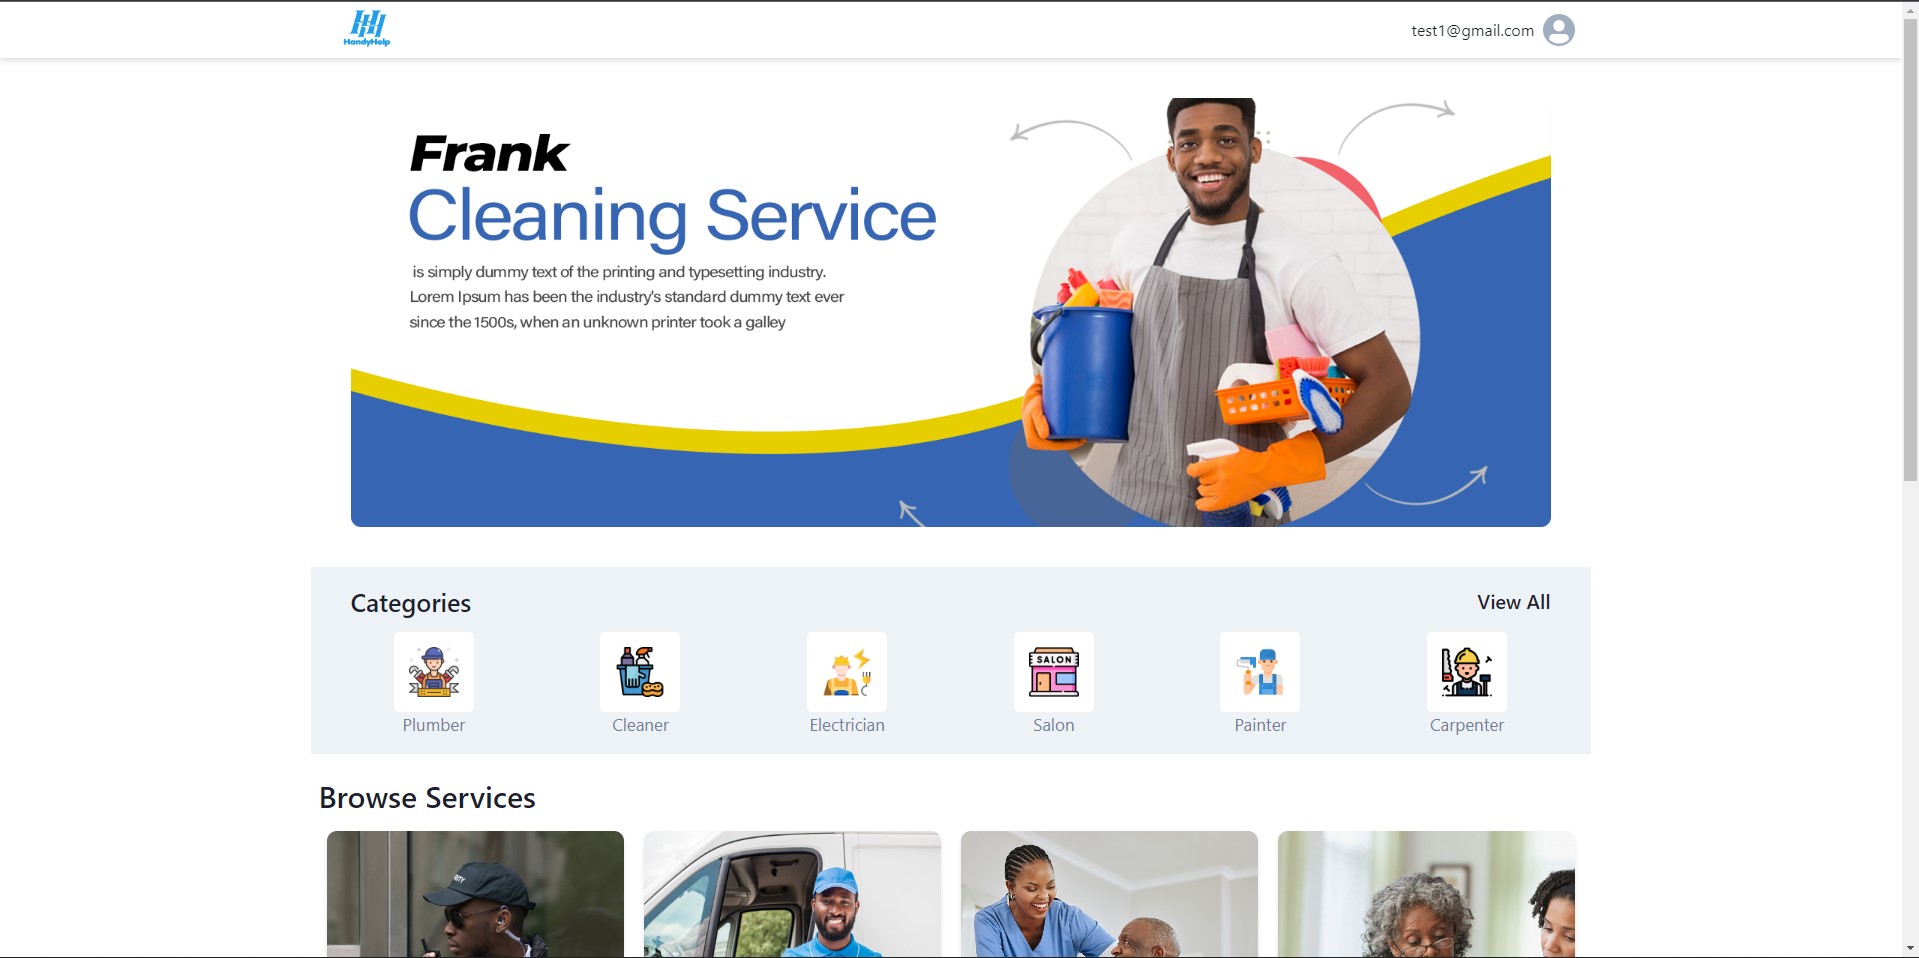 HandyHelp
test1@gmail.com
Frank
Cleaning Service
is simply dummy text of the printing and typesetting industry.
Lorem Ipsum has been the industry's standard dummy text ever
since the 1500s, when an unknown printer took a galley
Categories
View All
SALON
Plumber
Cleaner
Electrician
Salon
Painter
Carpenter
Browse Services